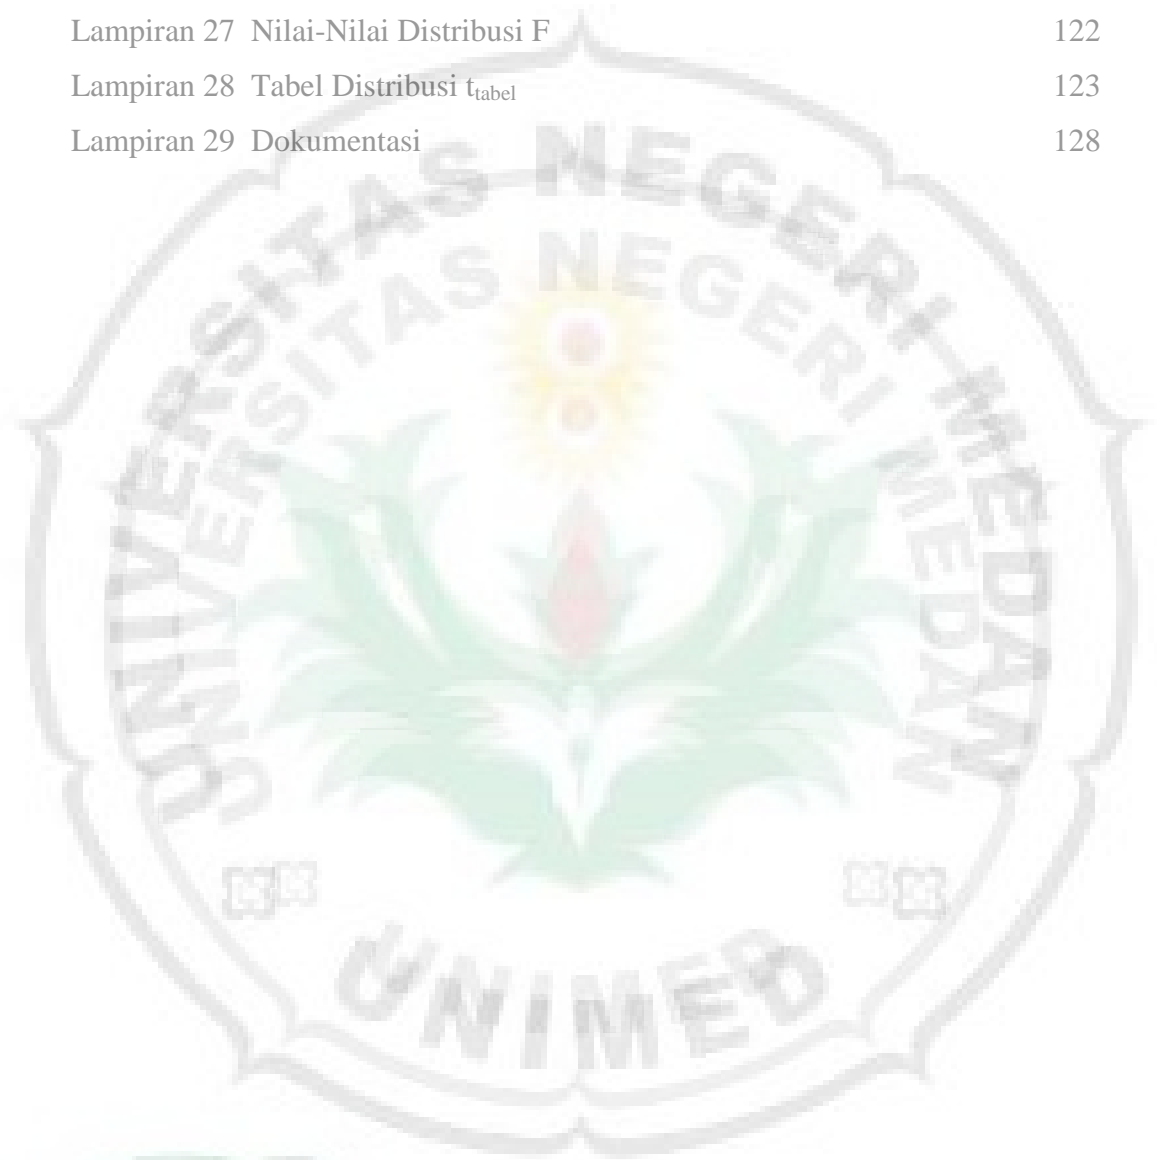 Lampiran 27 Nilai-Nilai Distribusi F 122
Lampiran 28 Tabel Distribusi ttabel 123
Lampiran 29 Dokumentasi 128
UNIVERSITAS NEGERI MEDAN
UNIVERSITAS NEGERI MEDAN
UNIMED